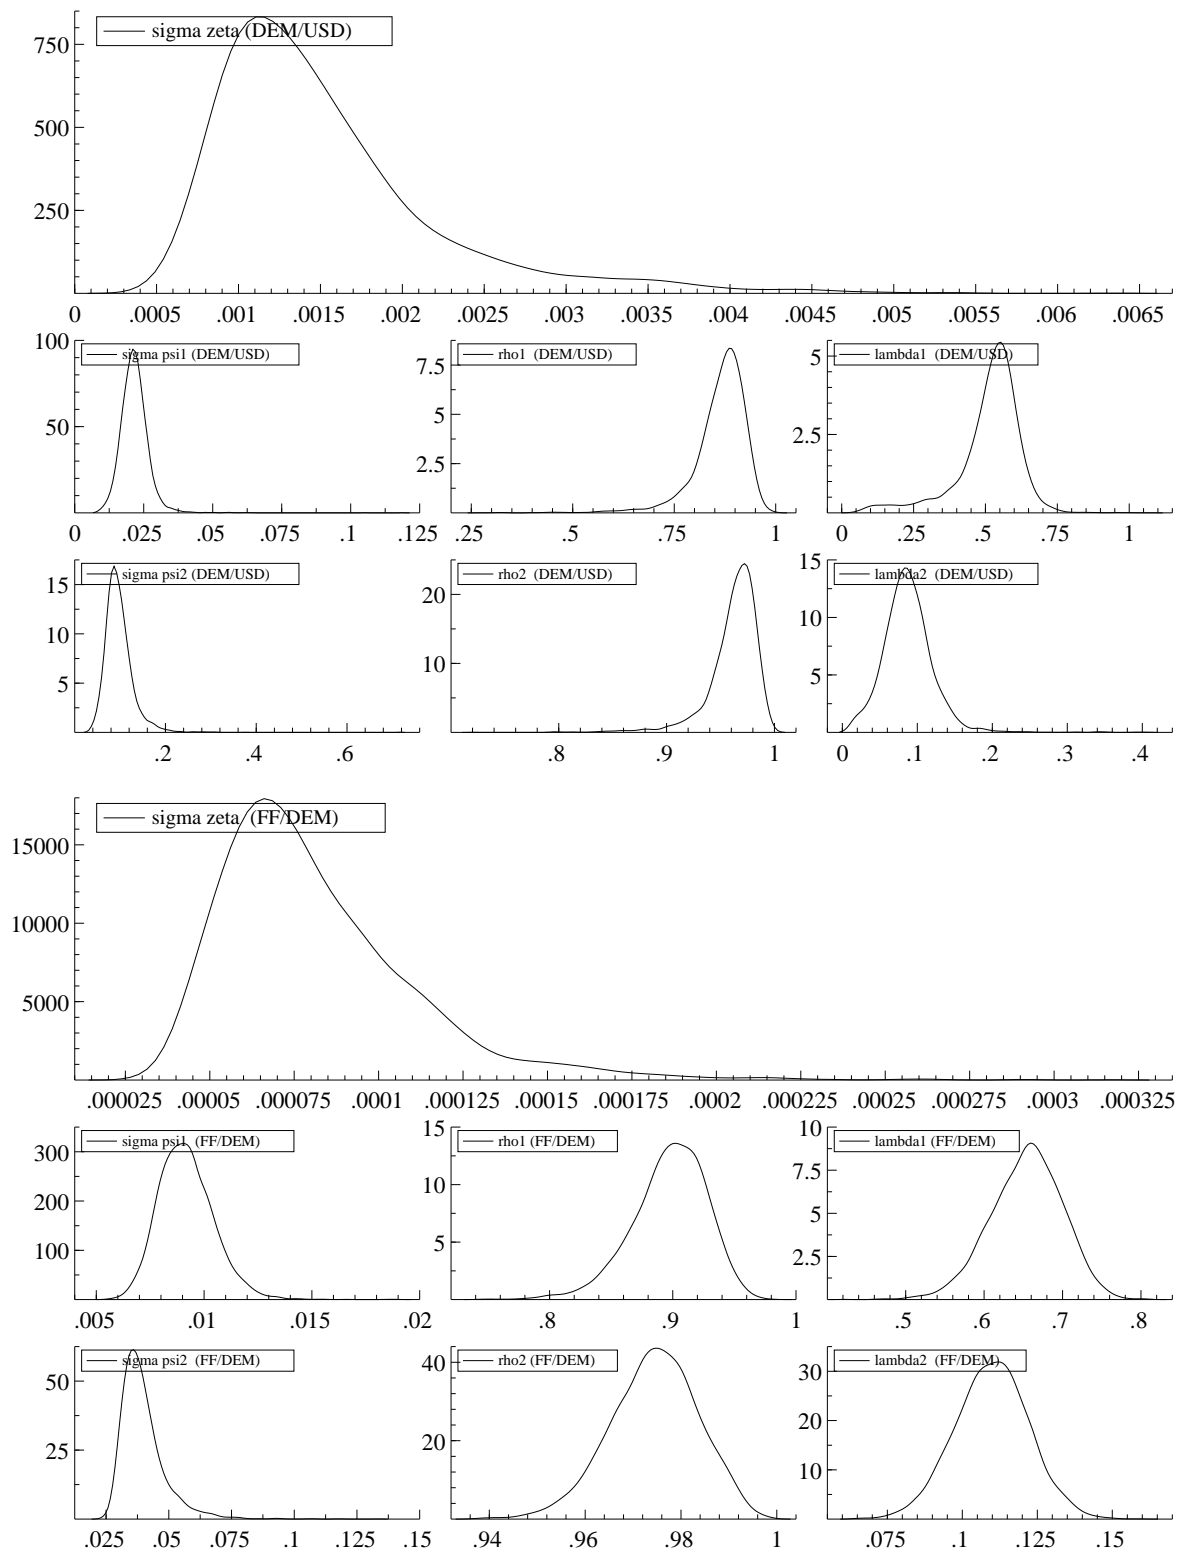 sigma zeta (DEM/USD)
750
500
250
0 .0005 .001 .0015 .002 .0025 .003 .0035 .004 .0045 .005 .0055 .006 .0065
sigma psi1 (DEM/USD)
100
50
0 .025 .05 .075 .1 .125
rho1 (DEM/USD)
7.5
5
2.5
.25 .5 .75 1
lambda1 (DEM/USD)
5
2.5
0 .25 .5 .75 1
sigma psi2 (DEM/USD)
15
10
5
.2 .4 .6
rho2 (DEM/USD)
20
10
.8 .9 1
lambda2 (DEM/USD)
15
10
5
0 .1 .2 .3 .4
sigma zeta (FF/DEM)
15000
10000
5000
.000025 .00005 .000075 .0001 .000125 .00015 .000175 .0002 .000225 .00025 .000275 .0003 .000325
sigma psi1 (FF/DEM)
300
200
100
.005 .01 .015 .02
rho1 (FF/DEM)
15
10
5
.8 .9 1
lambda1 (FF/DEM)
10
7.5
5
2.5
.5 .6 .7 .8
sigma psi2 (FF/DEM)
50
25
.025 .05 .075 .1 .125 .15
rho2 (FF/DEM)
40
20
.94 .96 .98 1
lambda2 (FF/DEM)
30
20
10
.075 .1 .125 .15